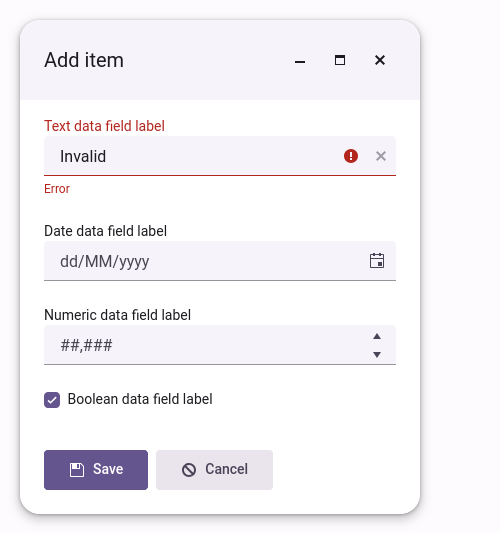 Add item
Text data field label
Invalid
Error
Date data field label
dd/MM/yyyy
Numeric data field label
##,###
Boolean data field label
Save
Cancel